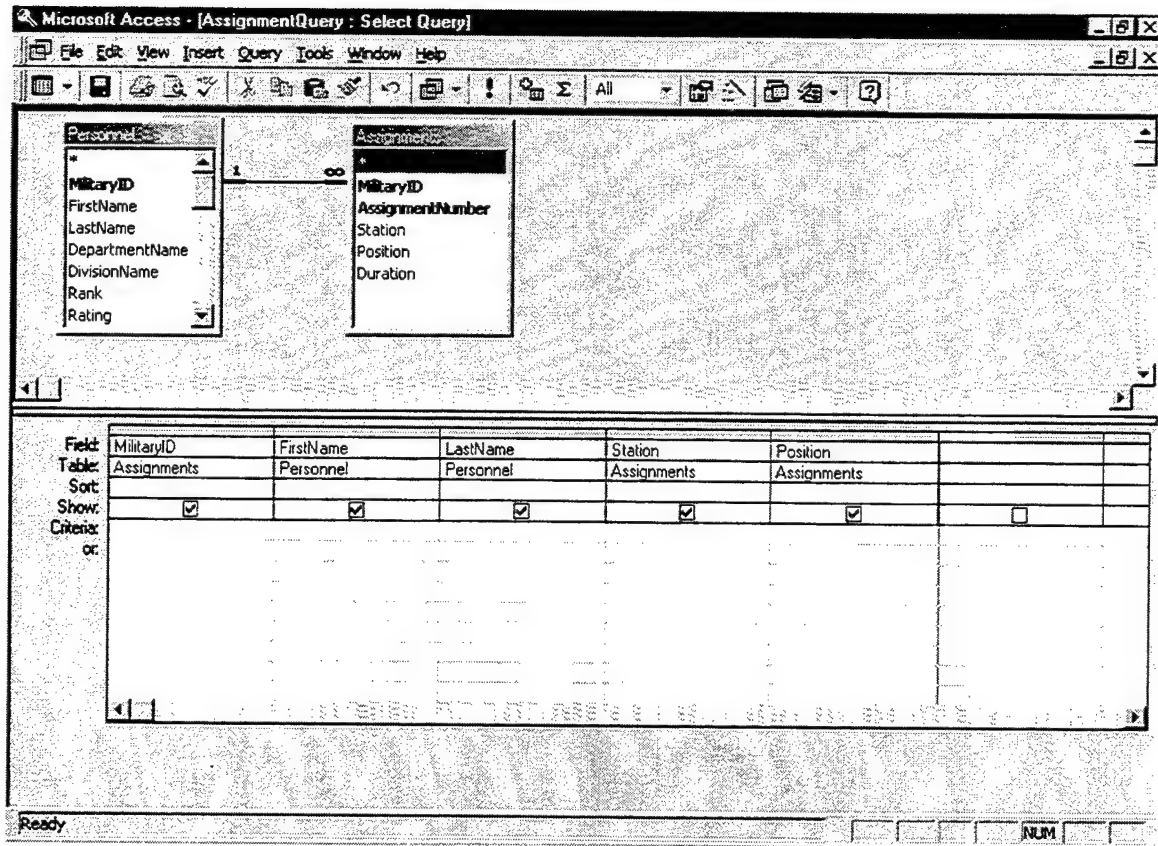 Microsoft Access - [AssignmentQuery : Select Query]
File Edit View Insert Query Tools Window Help
All
Personnel
*
MilitaryID
FirstName
LastName
DepartmentName
DivisionName
Rank
Rating
1 ∞
Assignments
*
MilitaryID
AssignmentNumber
Station
Position
Duration
Field: MilitaryID FirstName LastName Station Position
Table: Assignments Personnel Personnel Assignments Assignments
Sort:
Show:
Criteria:
or:
Ready NUM